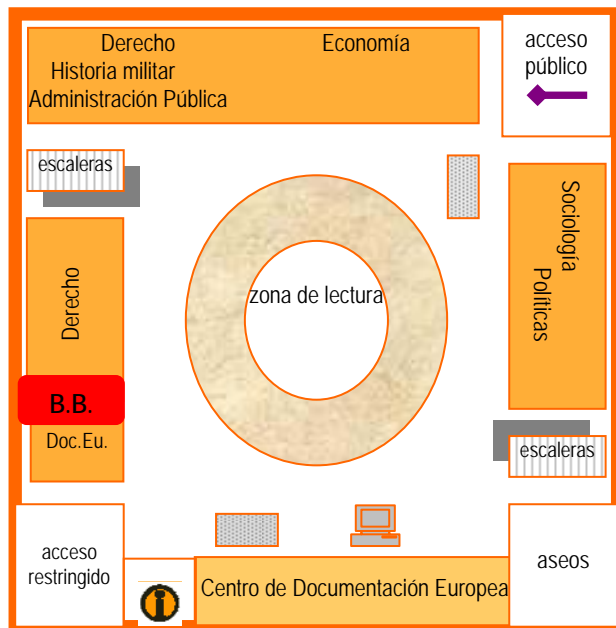 Derecho Economía
Historia militar
Administración Pública
acceso
público
escaleras
Sociología
Políticas
zona de lectura
Derecho
B.B.
Doc.Eu.
escaleras
acceso
restringido
i
Centro de Documentación Europea
aseos